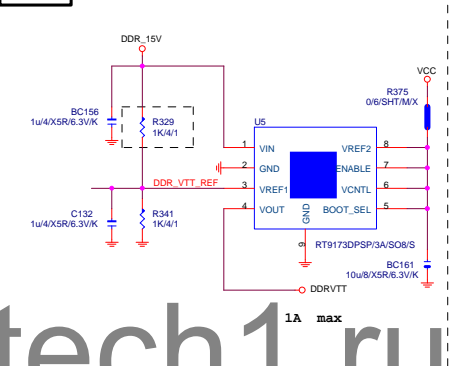 DDR_15V
VCC
R375
0/6/SHT/M/X
BC156
1u/4/X5R/6.3V/K
R329
1K/4/1
U5
1 VIN VREF2 8
2 GND ENABLE 7
DDR_VTT_REF 3 VREF1 VCNTL 6
4 VOUT BOOT_SEL 5
GND
9
C132
1u/4/X5R/6.3V/K
R341
1K/4/1
RT9173DPSP/3A/SO8/S
BC161
10u/8/X5R/6.3V/K
DDRVTT
1A max
tech1.ru